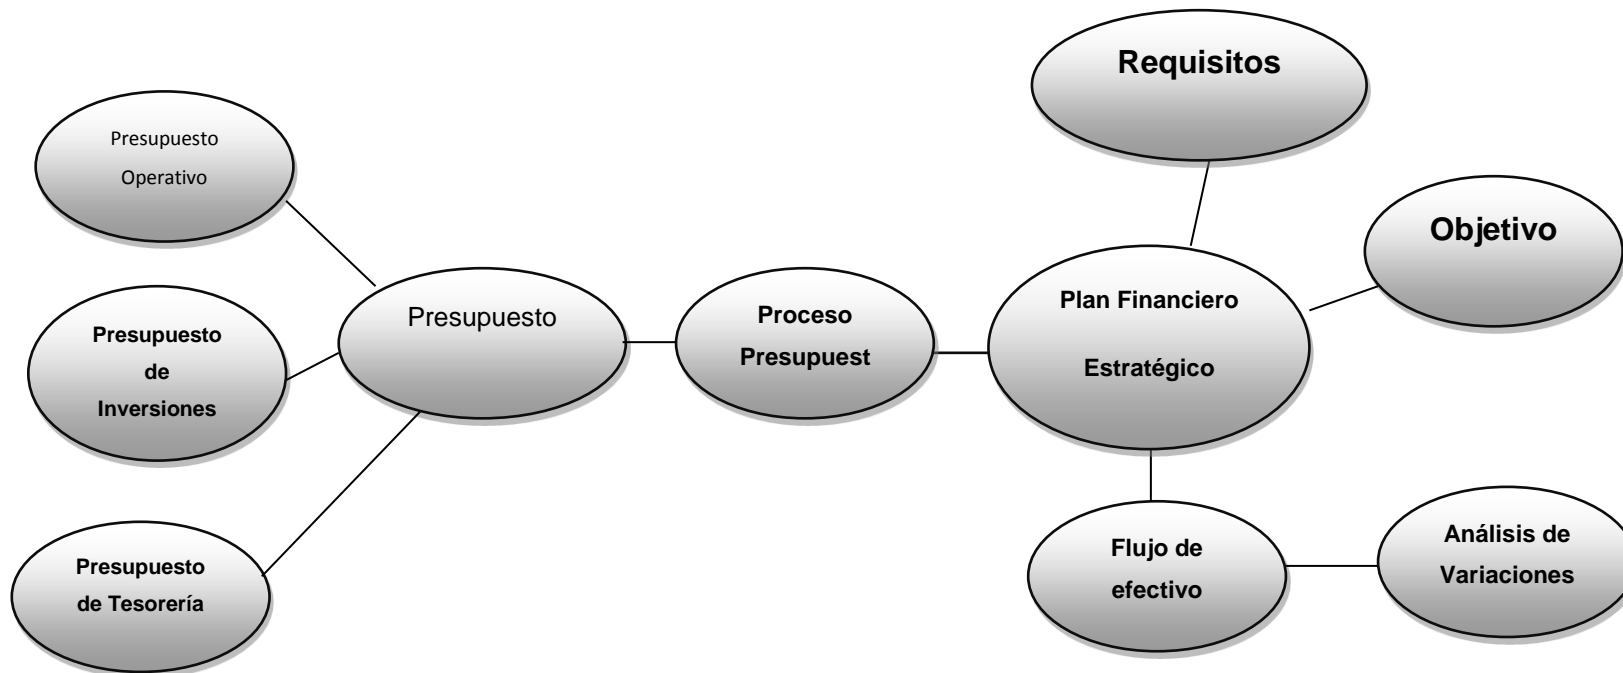 Requisitos
Presupuesto
Operativo
Objetivo
Presupuesto
de
Inversiones
Presupuesto
Proceso
Presupuest
Plan Financiero
Estratégico
Presupuesto
de Tesorería
Flujo de
efectivo
Análisis de
Variaciones